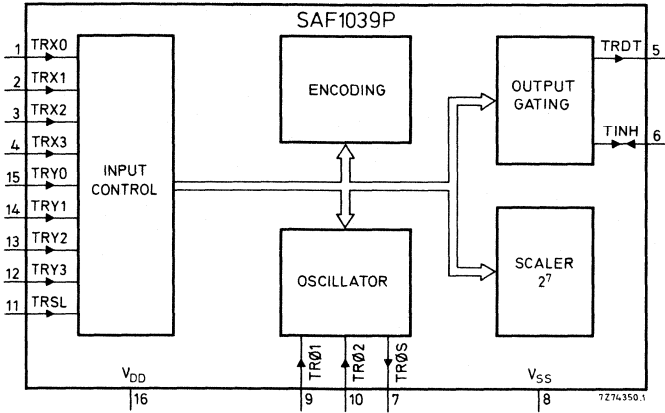 SAF1039P
1 TRX0
2 TRX1
3 TRX2
4 TRX3
15 TRY0
14 TRY1
13 TRY2
12 TRY3
11 TRSL
INPUT
CONTROL
ENCODING
OSCILLATOR
OUTPUT
GATING
SCALER
2⁷
TRDT 5
TINH 6
TRØ1
TRØ2
TRØS
9
10
7
V_DD
16
V_SS
8
7Z74350.1